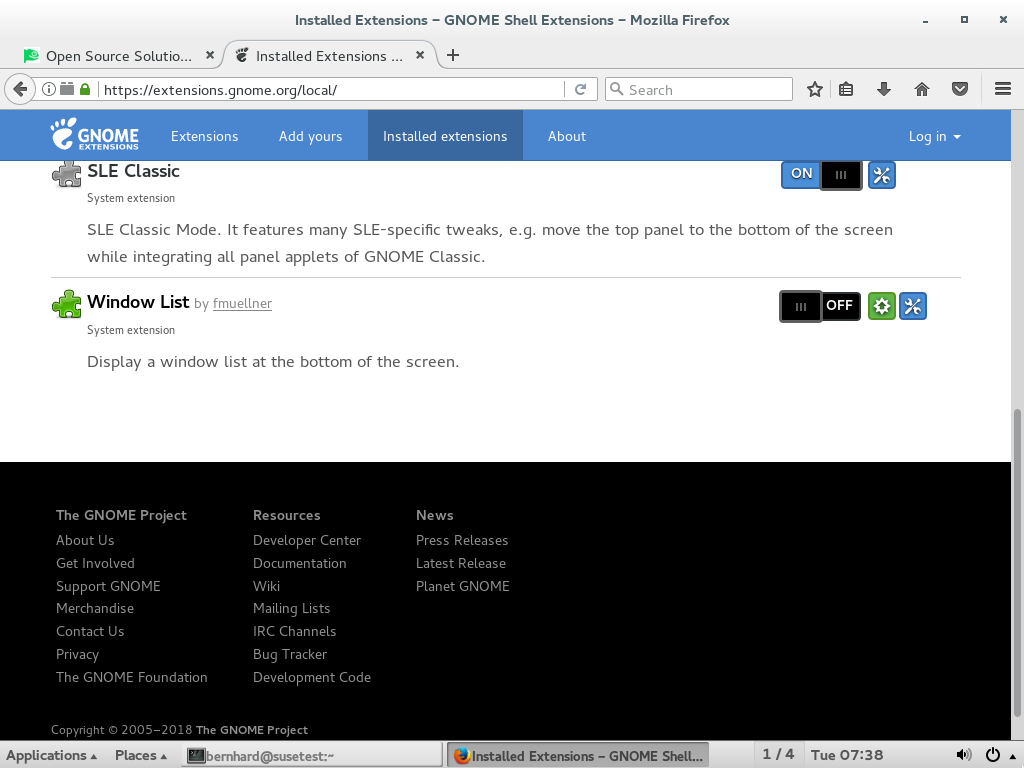 Installed Extensions – GNOME Shell Extensions – Mozilla Firefox
Open Source Solutio...
Installed Extensions ...
https://extensions.gnome.org/local/
Search
GNOME EXTENSIONS
Extensions
Add yours
Installed extensions
About
Log in
SLE Classic
ON
System extension
SLE Classic Mode. It features many SLE-specific tweaks, e.g. move the top panel to the bottom of the screen
while integrating all panel applets of GNOME Classic.
Window List by fmuellner
OFF
System extension
Display a window list at the bottom of the screen.
The GNOME Project
About Us
Get Involved
Support GNOME
Merchandise
Contact Us
Privacy
The GNOME Foundation
Resources
Developer Center
Documentation
Wiki
Mailing Lists
IRC Channels
Bug Tracker
Development Code
News
Press Releases
Latest Release
Planet GNOME
Copyright © 2005–2018 The GNOME Project
Applications
Places
bernhard@susetest:~
Installed Extensions – GNOME Shell...
1 / 4
Tue 07:38